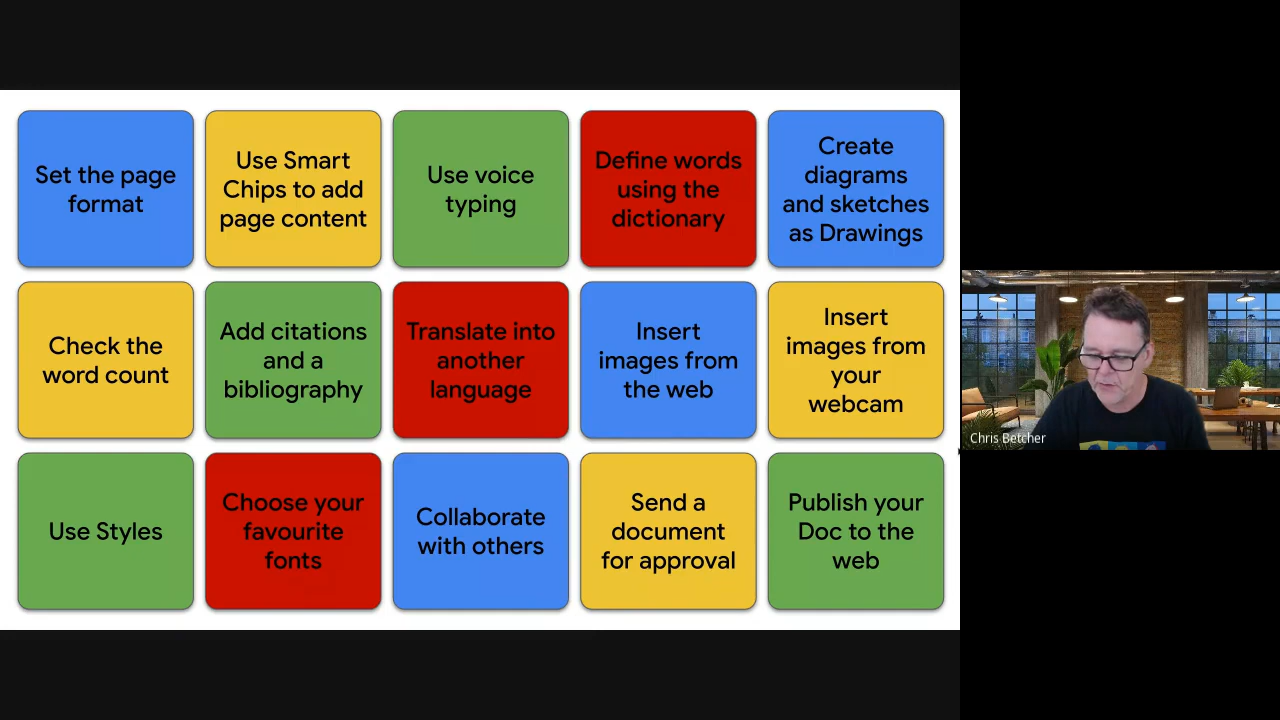 Set the page
format
Use Smart
Chips to add
page content
Use voice
typing
Define words
using the
dictionary
Create
diagrams
and sketches
as Drawings
Check the
word count
Add citations
and a
bibliography
Translate into
another
language
Insert
images from
the web
Insert
images from
your
webcam
Use Styles
Choose your
favourite
fonts
Collaborate
with others
Send a
document
for approval
Publish your
Doc to the
web
Chris Betcher